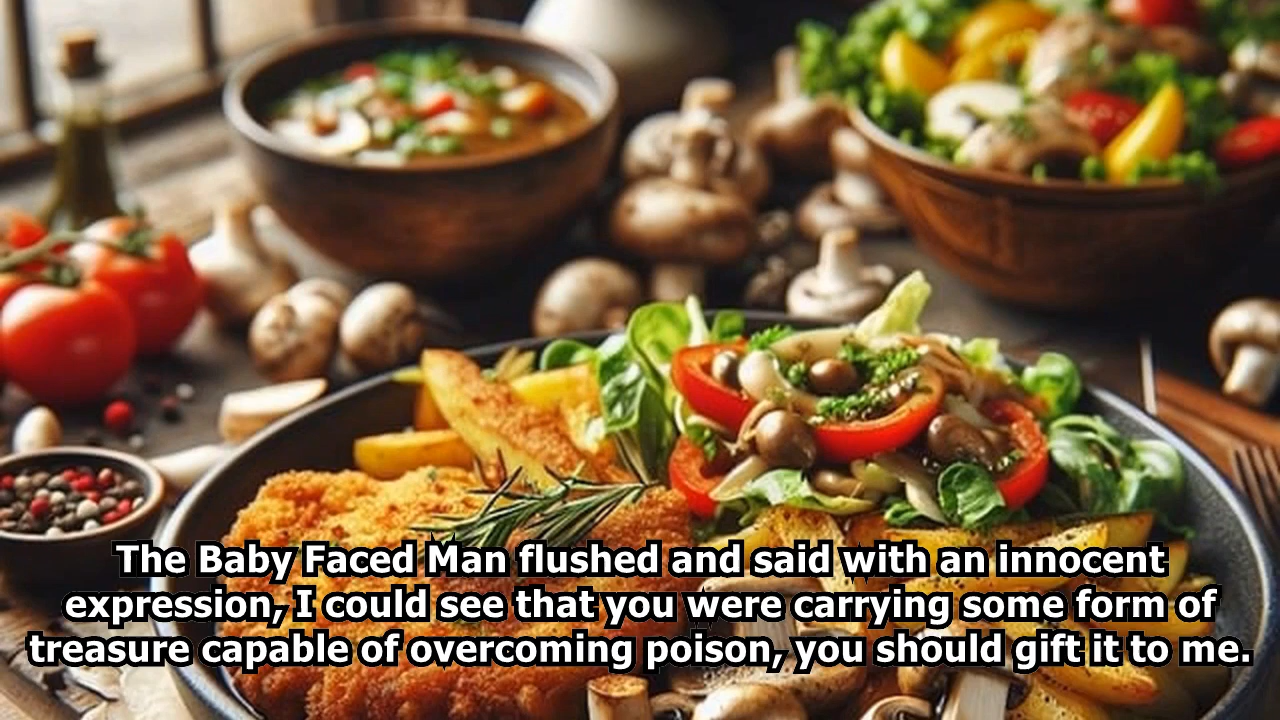 The Baby Faced Man flushed and said with an innocent
expression, I could see that you were carrying some form of
treasure capable of overcoming poison, you should gift it to me.